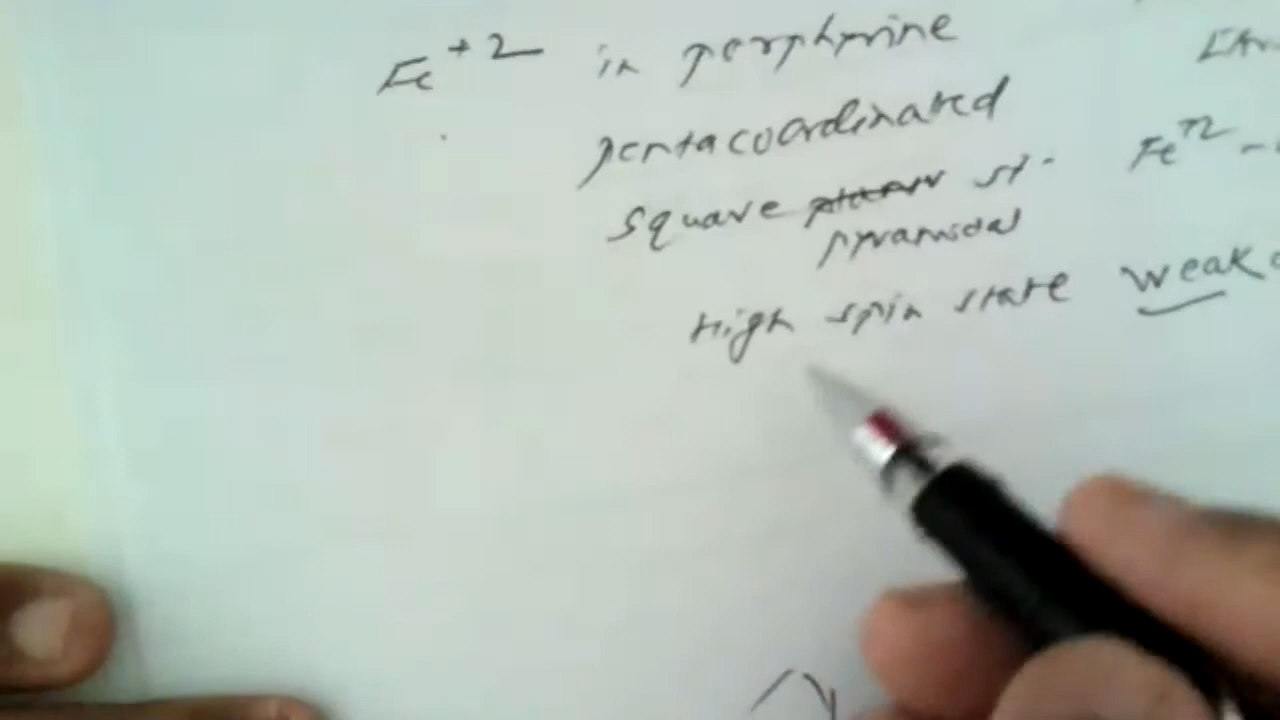 Fe+2 in porphyrine
pentacoordinated
square st.
pyramidal
Fe+2 -
High spin state weak